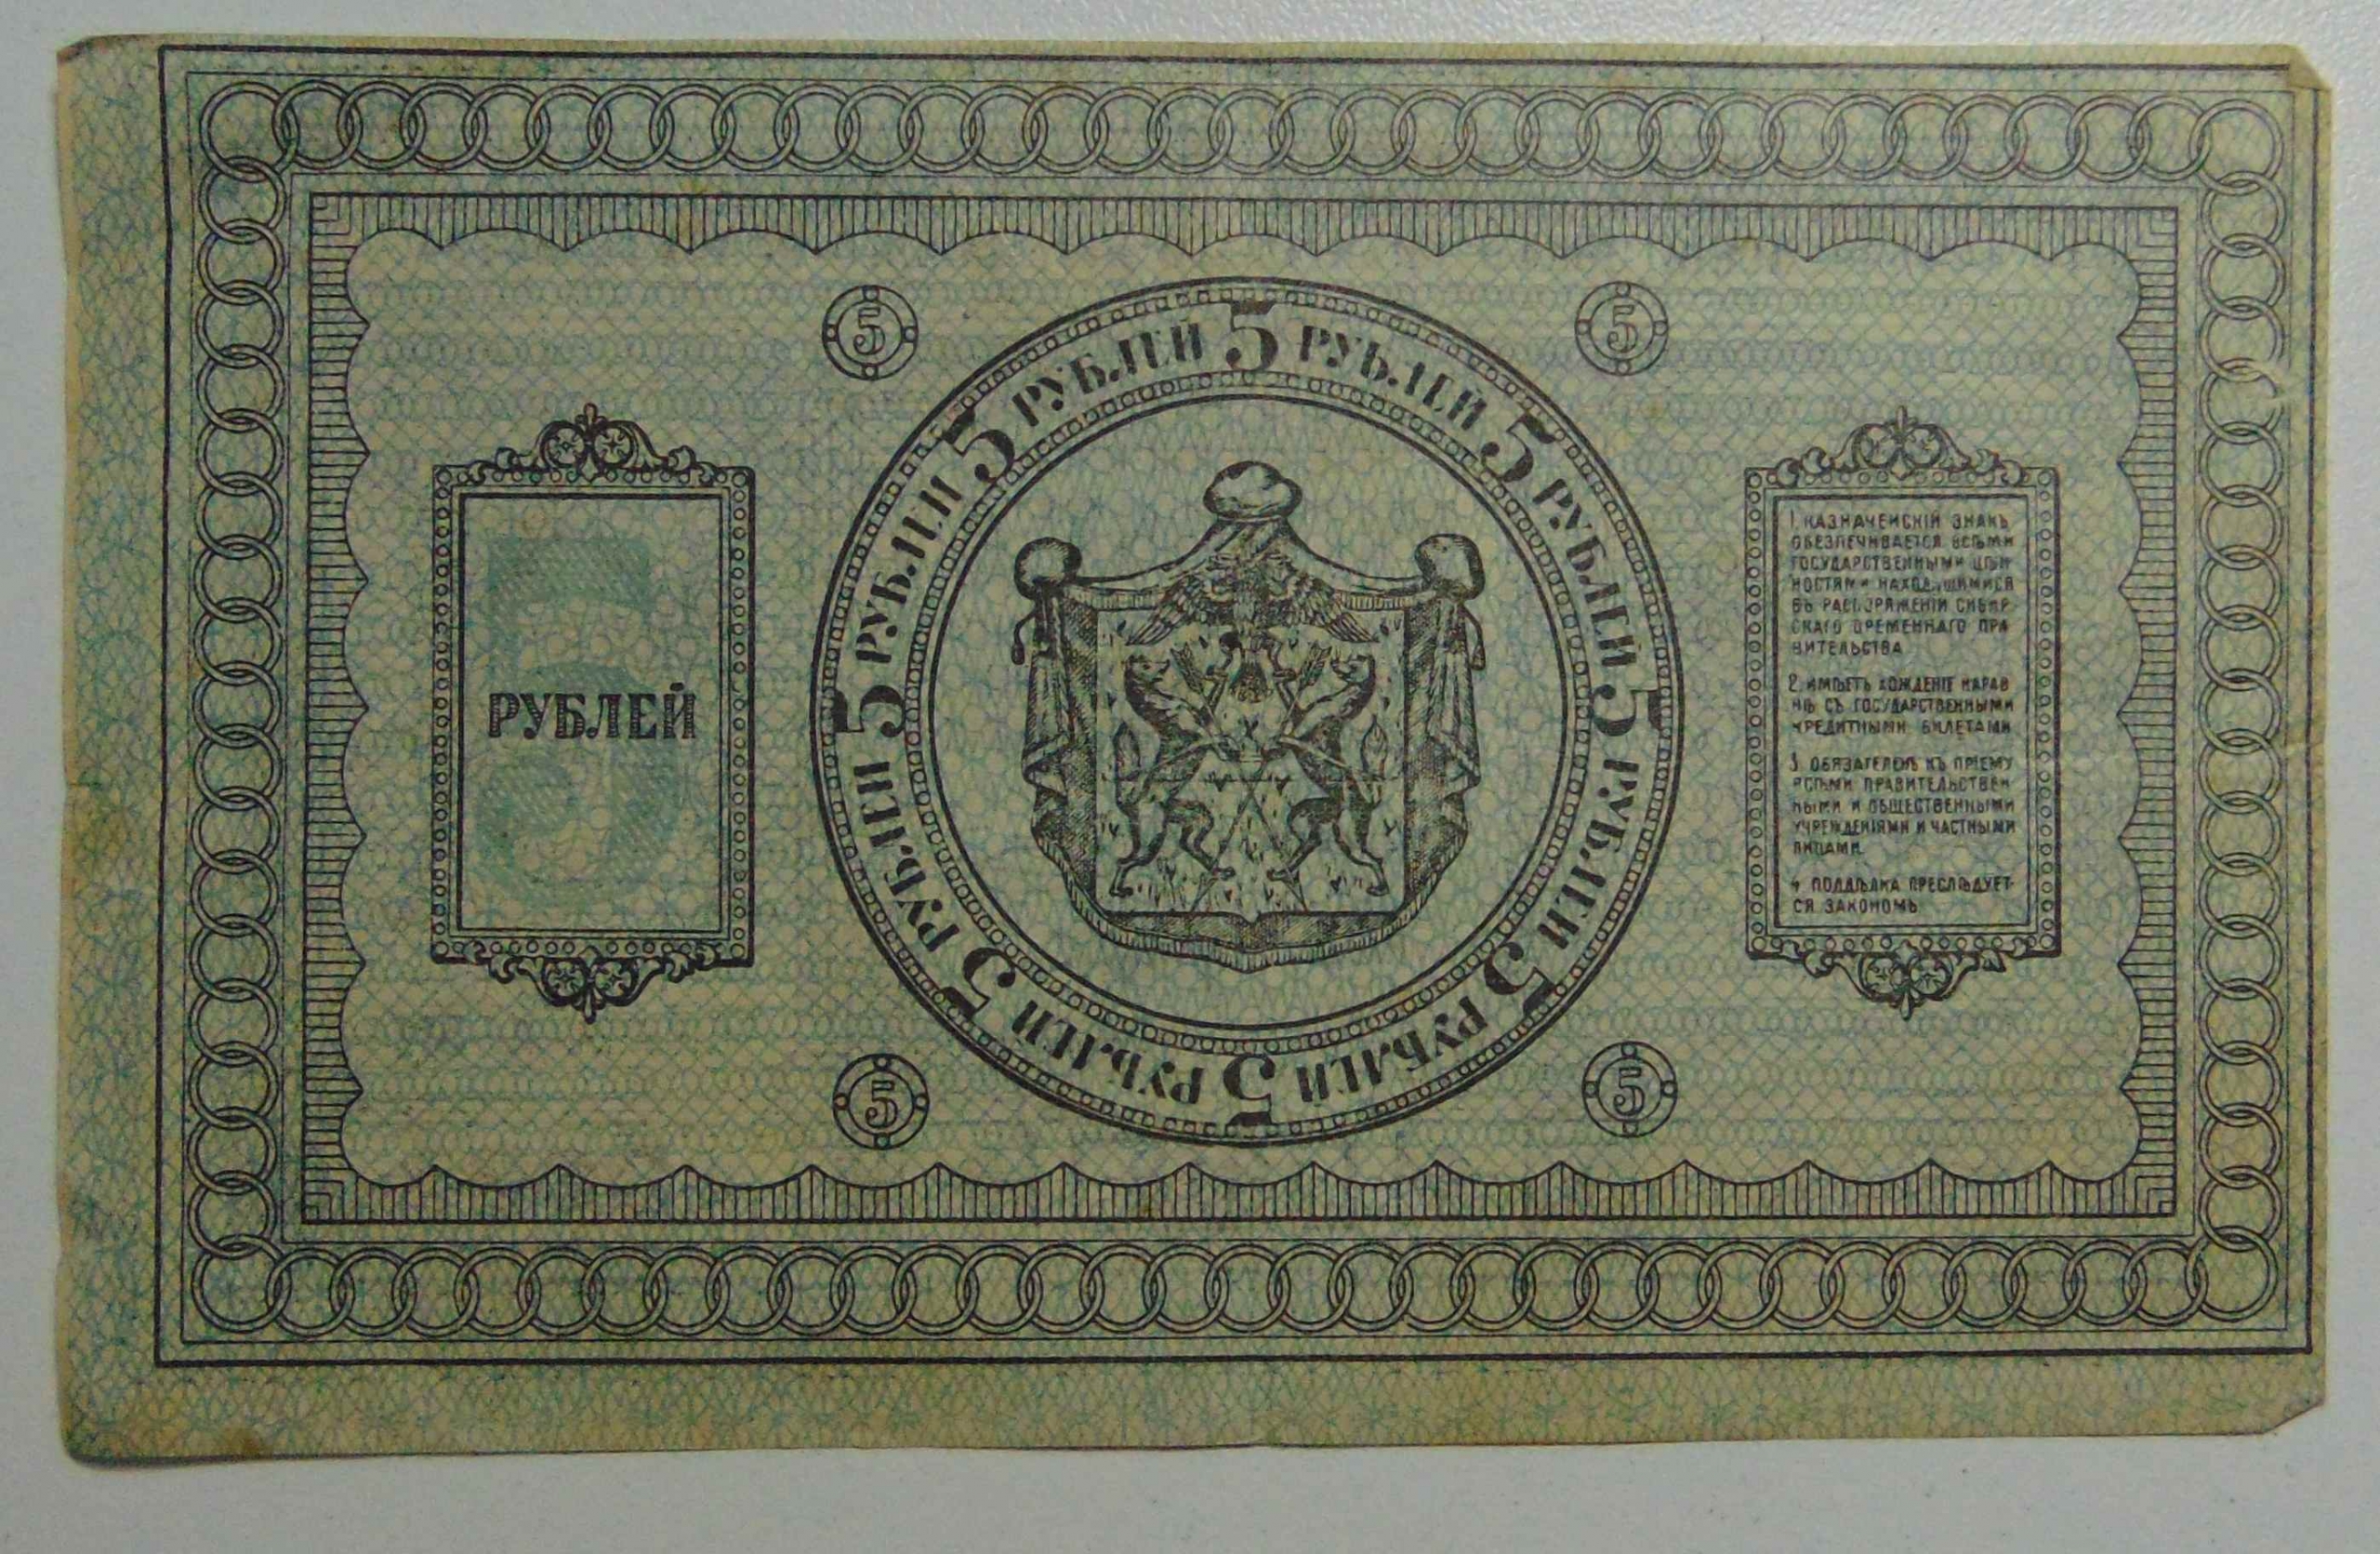 5
5
5 РУБЛЕЙ 5 РУБЛЕЙ 5 РУБЛЕЙ 5 РУБЛЕЙ 5 РУБЛЕЙ 5 РУБЛЕЙ 5 РУБЛЕЙ 5 РУБЛЕЙ
5
РУБЛЕЙ
1. КАЗНАЧЕЙСКІЙ ЗНАКЪ
ОБЕЗПЕЧИВАЕТСЯ ВСѢМИ
ГОСУДАРСТВЕННЫМИ ЦѢН-
НОСТЯМИ НАХОДЯЩИМИСЯ
ВЪ РАСПОРЯЖЕНІИ СИБИР-
СКАГО ВРЕМЕННАГО ПРА
ВИТЕЛЬСТВА
2. ИМѢЕТЪ ХОЖДЕНІЕ НАРАВ
НѢ СЪ ГОСУДАРСТВЕННЫМИ
КРЕДИТНЫМИ БИЛЕТАМИ
3 ОБЯЗАТЕЛЕНЪ КЪ ПРІЕМУ
ВСѢМИ ПРАВИТЕЛЬСТВЕН
НЫМИ И ОБЩЕСТВЕННЫМИ
УЧРЕЖДЕНІЯМИ И ЧАСТНЫМИ
ЛИЦАМИ.
4 ПОДДѢЛКА ПРЕСЛѢДУЕТ-
СЯ ЗАКОНОМЪ
5
5